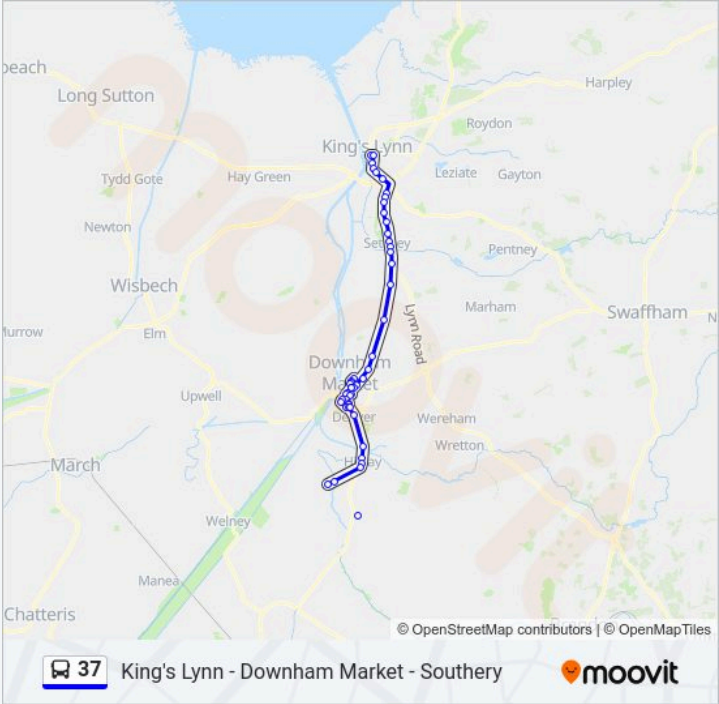 beach
Long Sutton
Harpley
Roydon
King's Lynn
Tydd Gote
Hay Green
Leziate
Gayton
Newton
Pentney
Wisbech
Marham
Swaffham
Murrow
Elm
Lynn Road
Downham
Market
Upwell
Denver
Wereham
Wretton
March
Hilgay
Welney
Manea
Chatteris
© OpenStreetMap contributors | © OpenMapTiles
37 King's Lynn - Downham Market - Southery
moovit